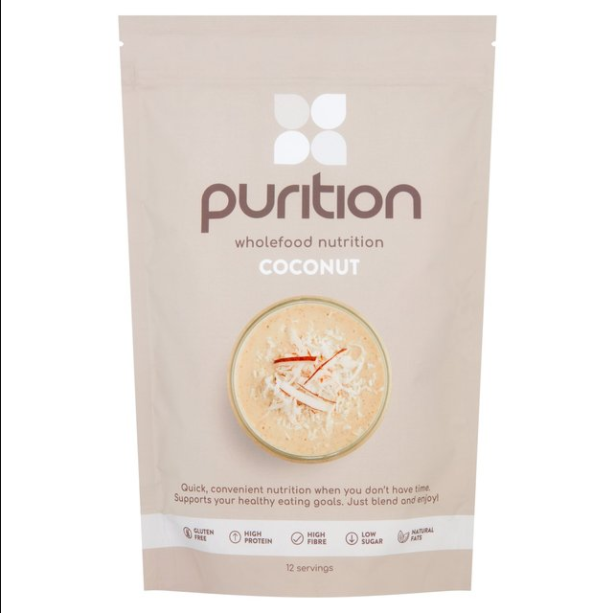 purition
wholefood nutrition
COCONUT
Quick, convenient nutrition when you don't have time.
Supports your healthy eating goals. Just blend and enjoy!
GLUTEN
FREE
HIGH
PROTEIN
HIGH
FIBRE
LOW
SUGAR
NATURAL
FATS
12 servings